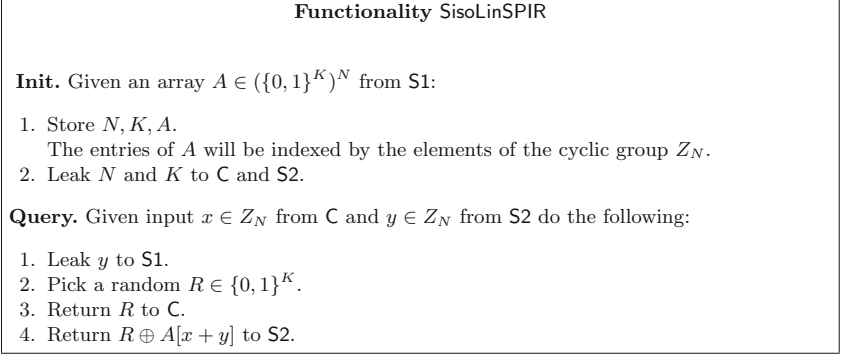 Functionality SisoLinSPIR
Init. Given an array A ∈ ({0, 1}^K)^N from S1:
1. Store N, K, A.
The entries of A will be indexed by the elements of the cyclic group Z_N.
2. Leak N and K to C and S2.
Query. Given input x ∈ Z_N from C and y ∈ Z_N from S2 do the following:
1. Leak y to S1.
2. Pick a random R ∈ {0, 1}^K.
3. Return R to C.
4. Return R ⊕ A[x + y] to S2.